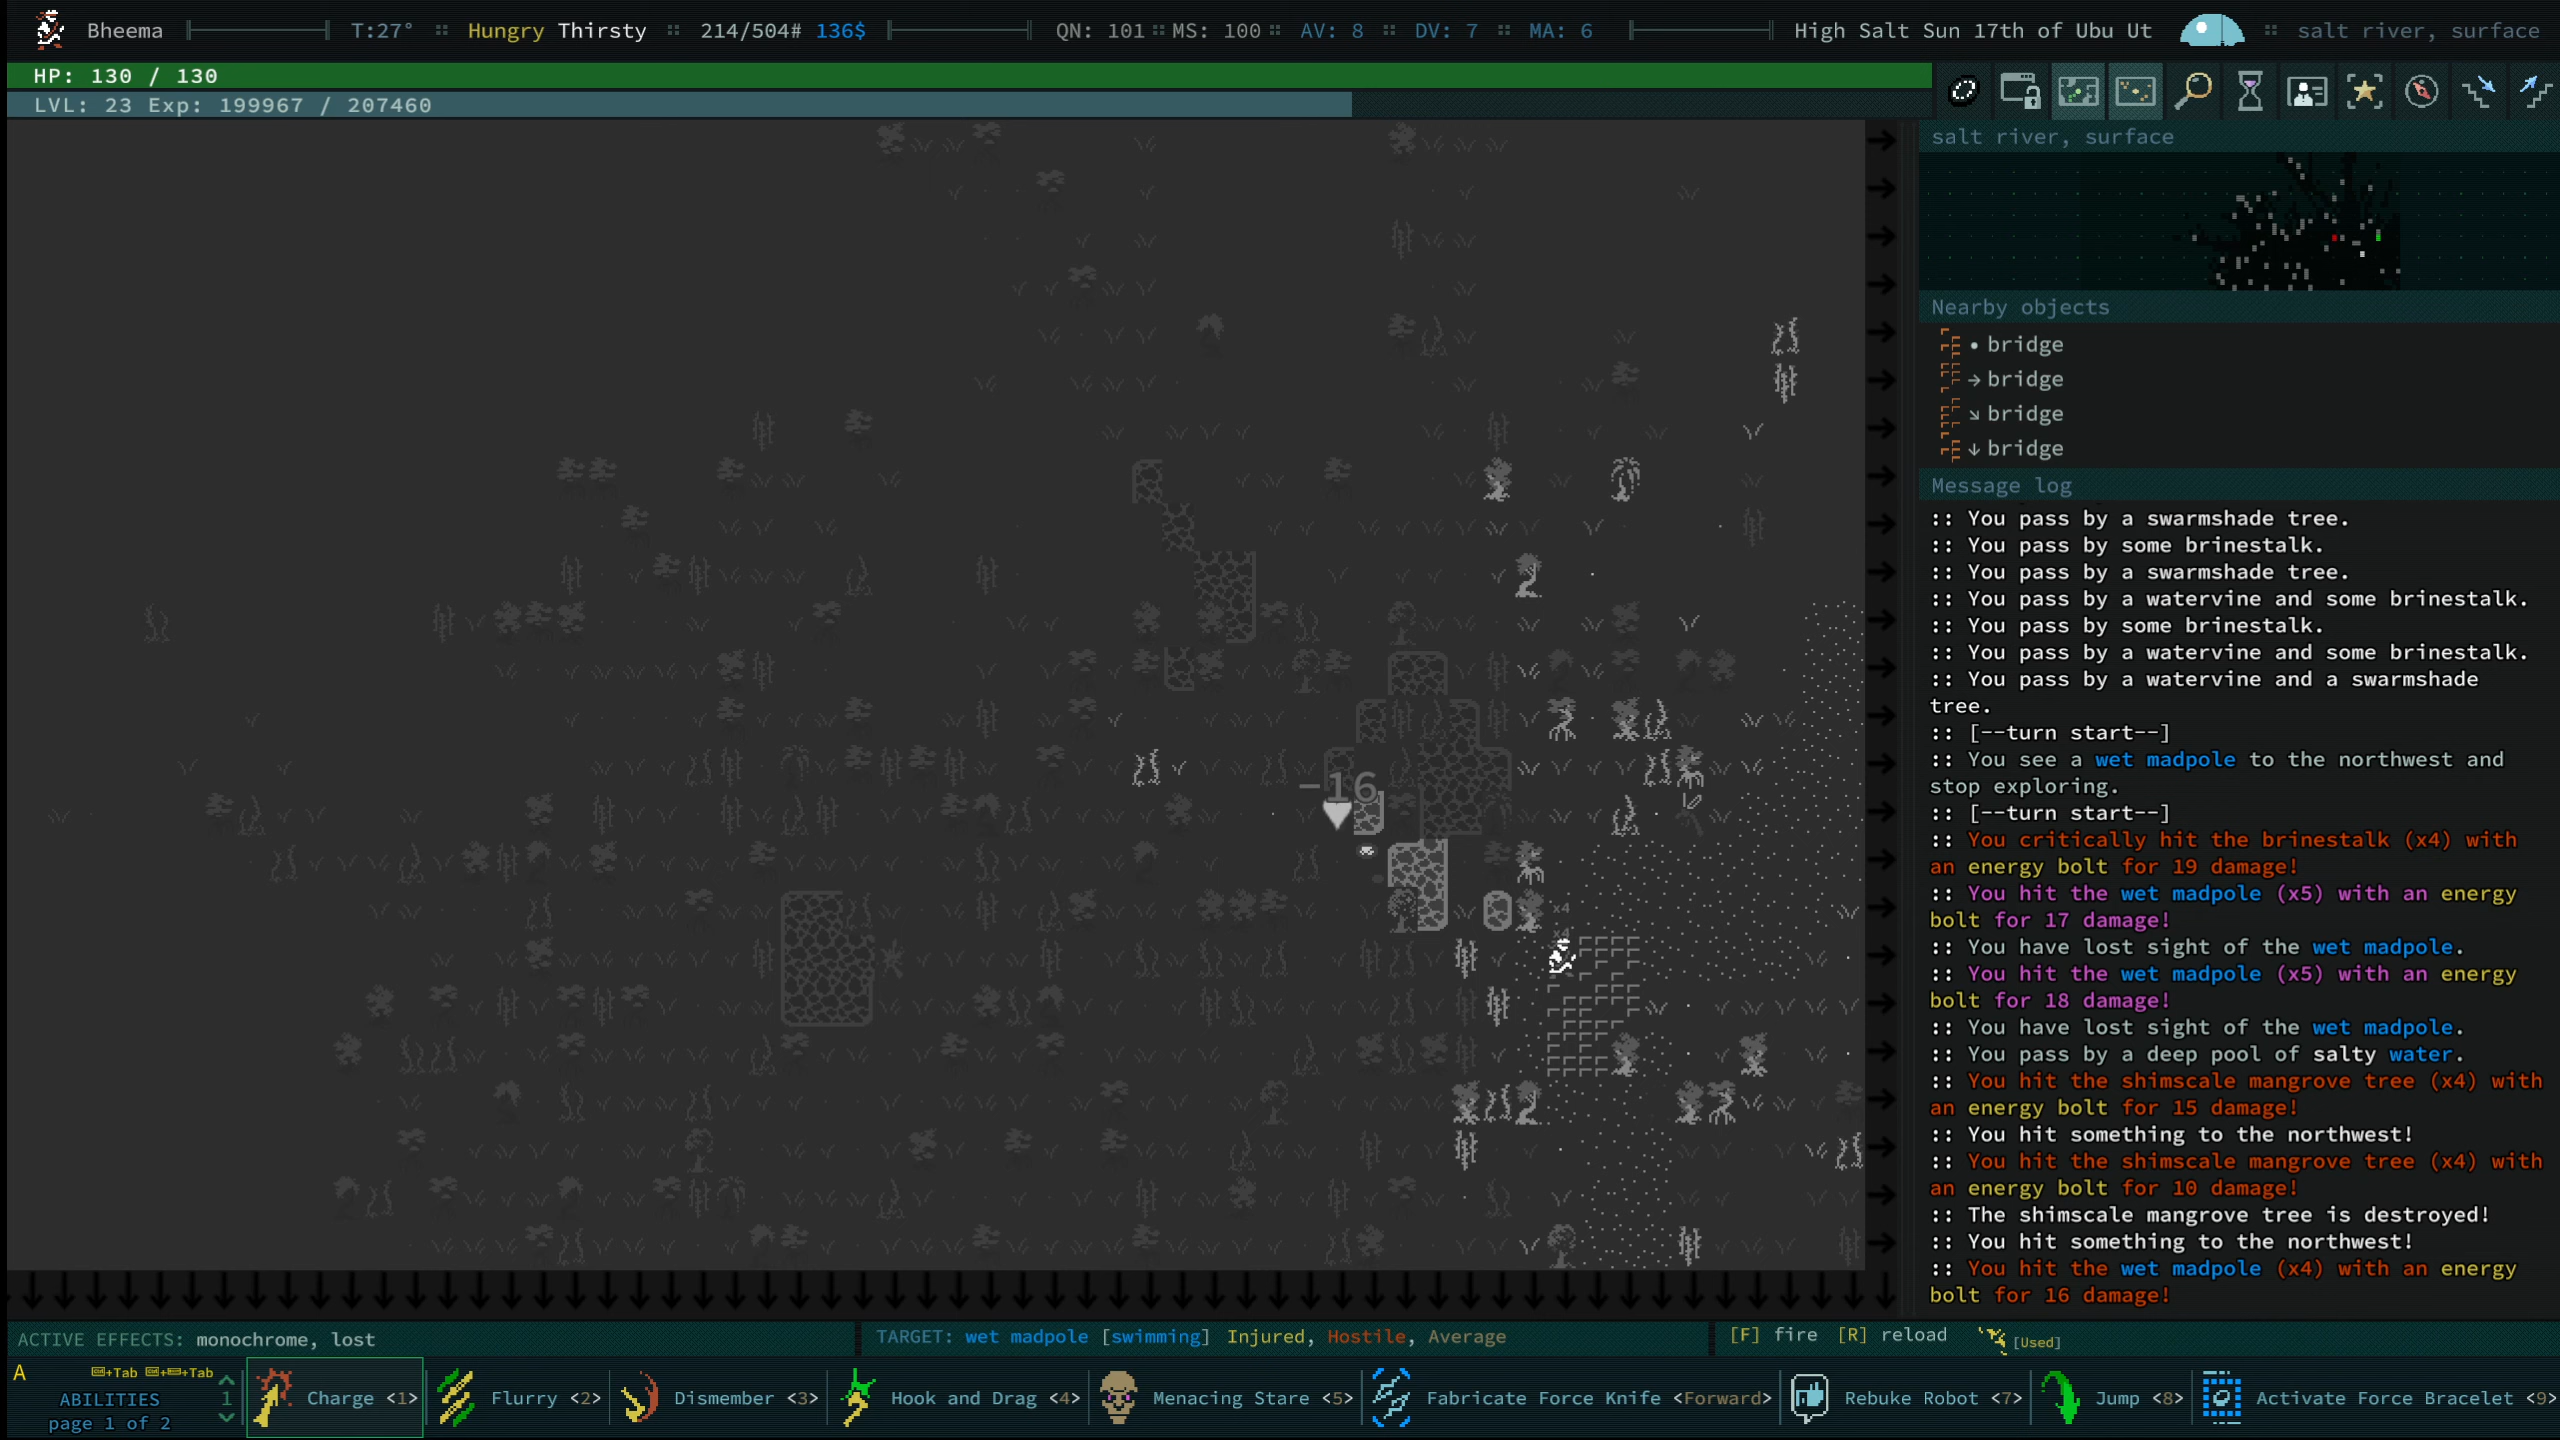 Bheema T:27° :: Hungry Thirsty :: 214/504# 136$ QN: 101 :: MS: 100 :: AV: 8 :: DV: 7 :: MA: 6 High Salt Sun 17th of Ubu Ut :: salt river, surface
HP: 130 / 130
LVL: 23 Exp: 199967 / 207460
salt river, surface
Nearby objects
• bridge
→ bridge
↘ bridge
↓ bridge
Message log
:: You pass by a swarmshade tree.
:: You pass by some brinestalk.
:: You pass by a swarmshade tree.
:: You pass by a watervine and some brinestalk.
:: You pass by some brinestalk.
:: You pass by a watervine and some brinestalk.
:: You pass by a watervine and a swarmshade
tree.
:: [--turn start--]
:: You see a wet madpole to the northwest and
stop exploring.
:: [--turn start--]
:: You critically hit the brinestalk (x4) with
an energy bolt for 19 damage!
:: You hit the wet madpole (x5) with an energy
bolt for 17 damage!
:: You have lost sight of the wet madpole.
:: You hit the wet madpole (x5) with an energy
bolt for 18 damage!
:: You have lost sight of the wet madpole.
:: You pass by a deep pool of salty water.
:: You hit the shimscale mangrove tree (x4) with
an energy bolt for 15 damage!
:: You hit something to the northwest!
:: You hit the shimscale mangrove tree (x4) with
an energy bolt for 10 damage!
:: The shimscale mangrove tree is destroyed!
:: You hit something to the northwest!
:: You hit the wet madpole (x4) with an energy
bolt for 16 damage!
-16
x4
x4
ACTIVE EFFECTS: monochrome, lost
TARGET: wet madpole [swimming] Injured, Hostile, Average
[F] fire [R] reload [Used]
A
+Tab +Tab
ABILITIES
page 1 of 2
1
Charge <1>
Flurry <2>
Dismember <3>
Hook and Drag <4>
Menacing Stare <5>
Fabricate Force Knife <Forward>
Rebuke Robot <7>
Jump <8>
Activate Force Bracelet <9>